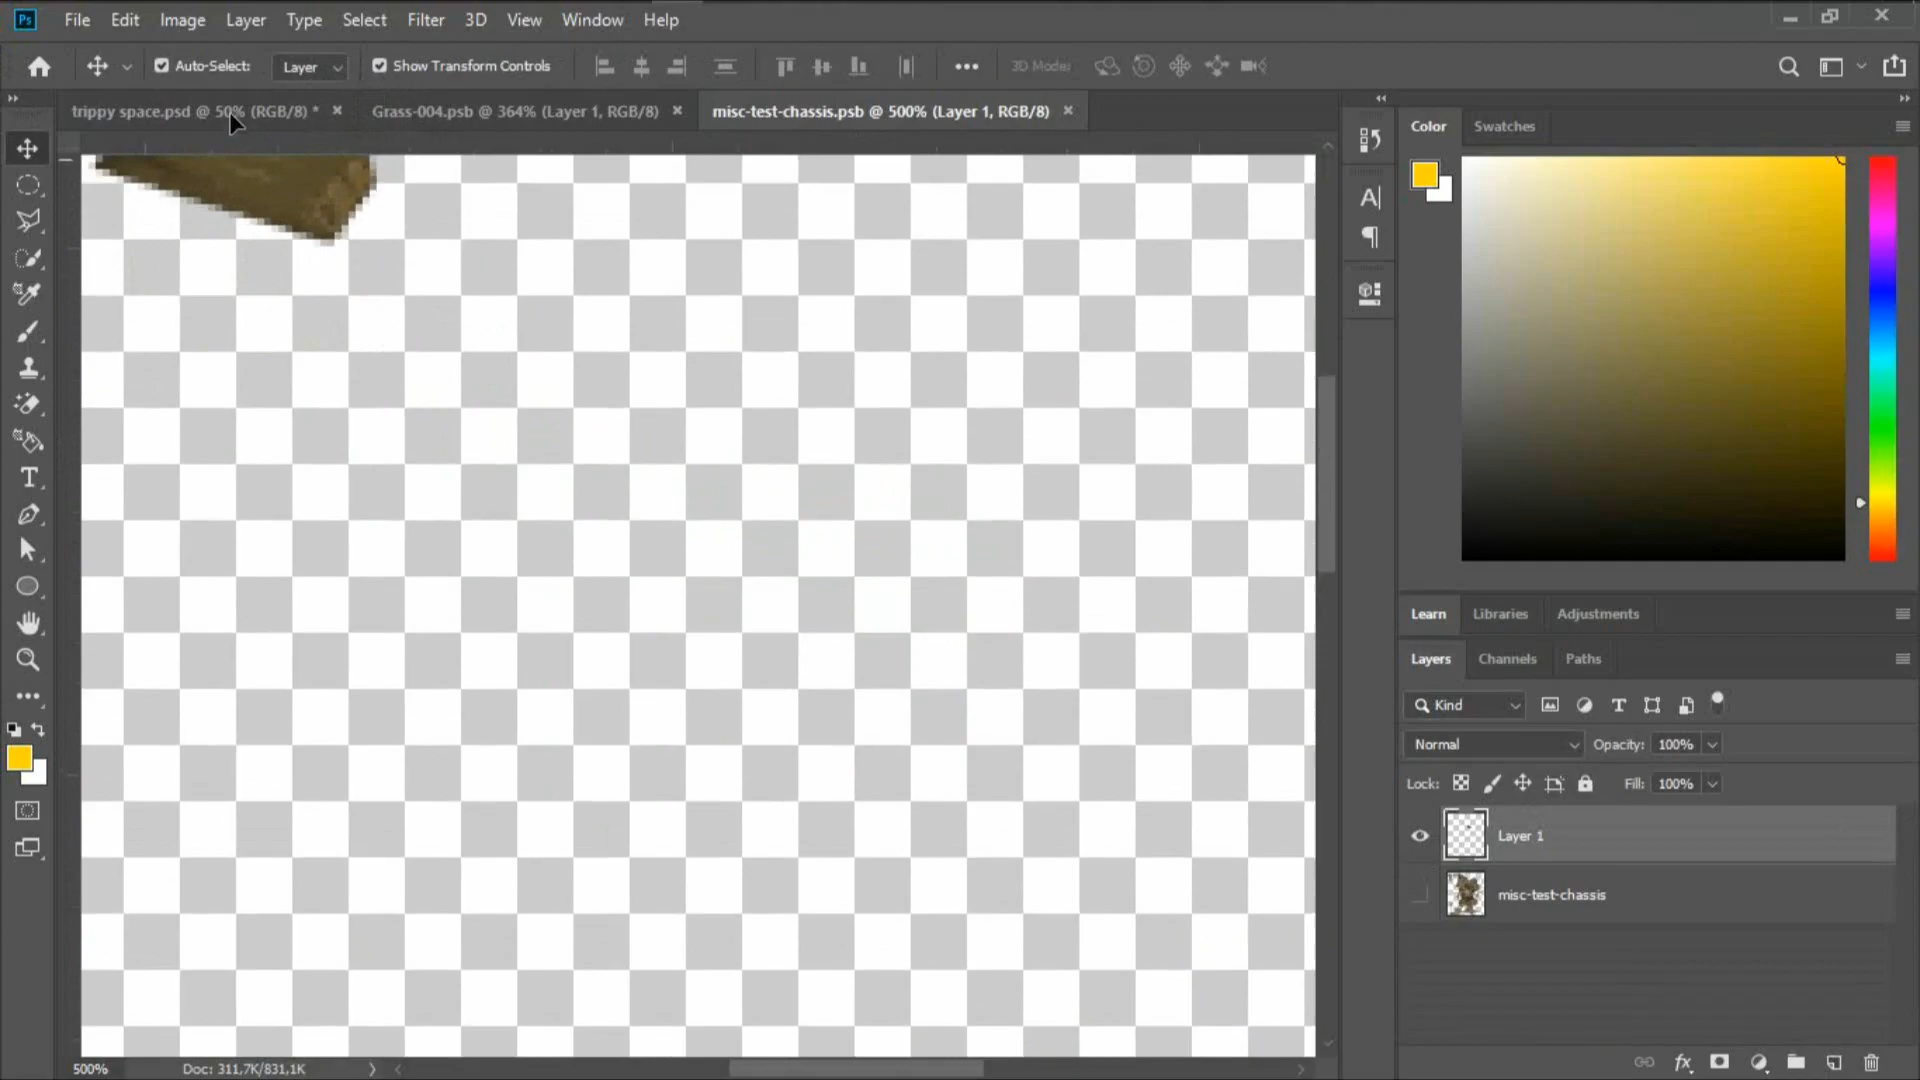 Ps File Edit Image Layer Type Select Filter 3D View Window Help
Auto-Select: Layer Show Transform Controls 3D Mode:
trippy space.psd @ 50% (RGB/8) * × Grass-004.psb @ 364% (Layer 1, RGB/8) × misc-test-chassis.psb @ 500% (Layer 1, RGB/8) ×
Color Swatches
Learn Libraries Adjustments
Layers Channels Paths
Kind
Normal Opacity: 100%
Lock: Fill: 100%
Layer 1
misc-test-chassis
500% Doc: 311,7K/831,1K